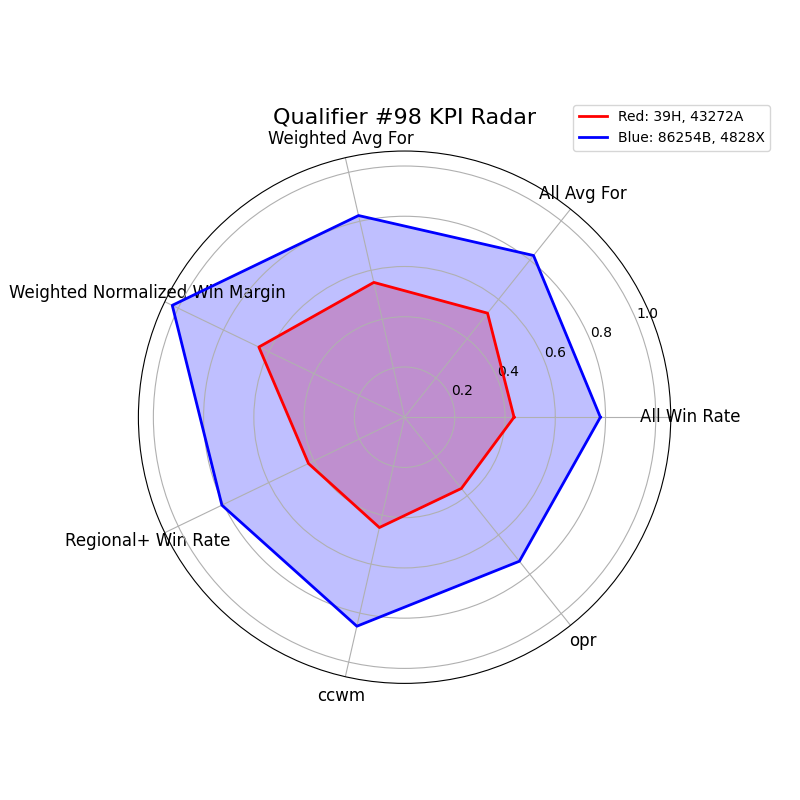 Qualifier #98 KPI Radar
Red: 39H, 43272A
Blue: 86254B, 4828X
Weighted Avg For
All Avg For
Weighted Normalized Win Margin
1.0
0.8
0.6
0.4
0.2
All Win Rate
Regional+ Win Rate
opr
ccwm